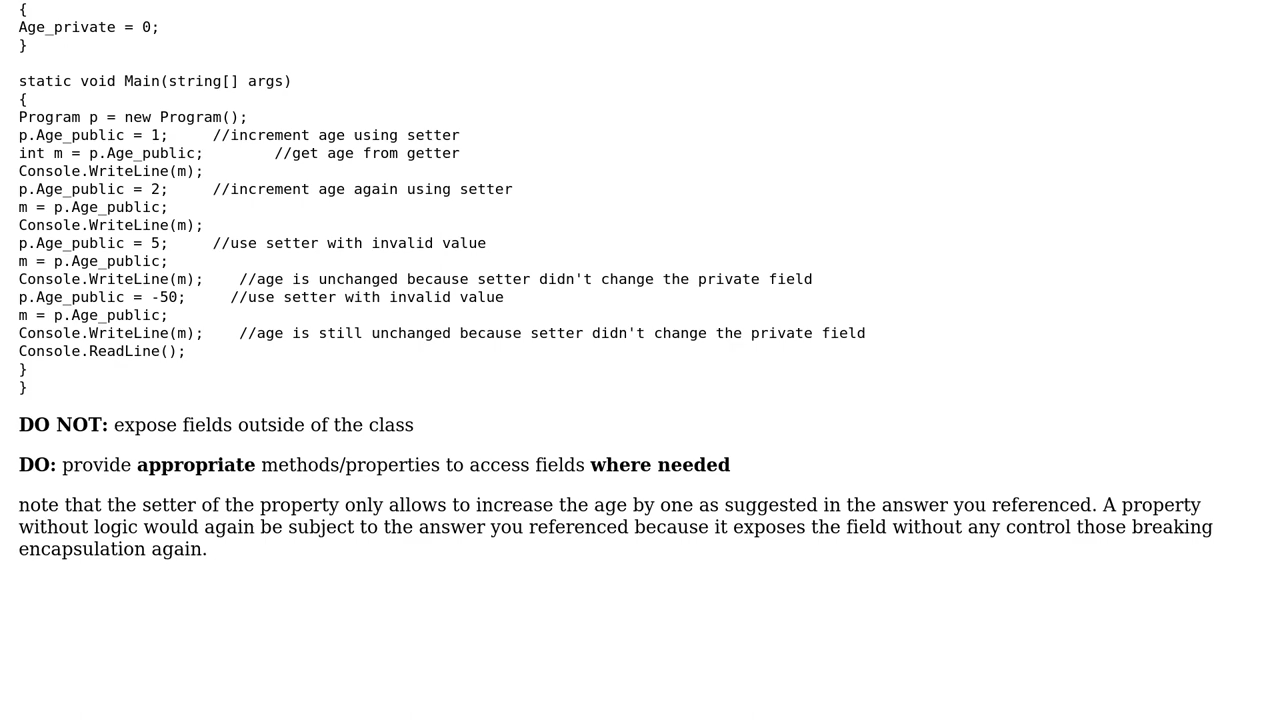 {
Age_private = 0;
}
static void Main(string[] args)
{
Program p = new Program();
p.Age_public = 1;     //increment age using setter
int m = p.Age_public;        //get age from getter
Console.WriteLine(m);
p.Age_public = 2;     //increment age again using setter
m = p.Age_public;
Console.WriteLine(m);
p.Age_public = 5;     //use setter with invalid value
m = p.Age_public;
Console.WriteLine(m);    //age is unchanged because setter didn't change the private field
p.Age_public = -50;     //use setter with invalid value
m = p.Age_public;
Console.WriteLine(m);    //age is still unchanged because setter didn't change the private field
Console.ReadLine();
}
}
DO NOT: expose fields outside of the class
DO: provide appropriate methods/properties to access fields where needed
note that the setter of the property only allows to increase the age by one as suggested in the answer you referenced. A property
without logic would again be subject to the answer you referenced because it exposes the field without any control those breaking
encapsulation again.